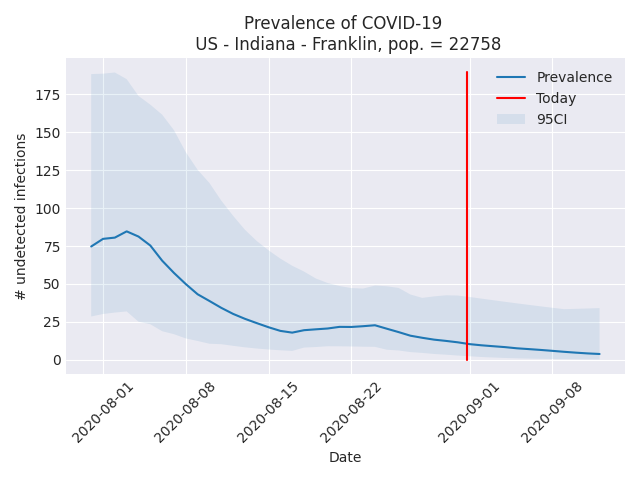 Prevalence of COVID-19
US - Indiana - Franklin, pop. = 22758
Prevalence
Today
95CI
# undetected infections
175
150
125
100
75
50
25
0
2020-08-01
2020-08-08
2020-08-15
2020-08-22
2020-09-01
2020-09-08
Date